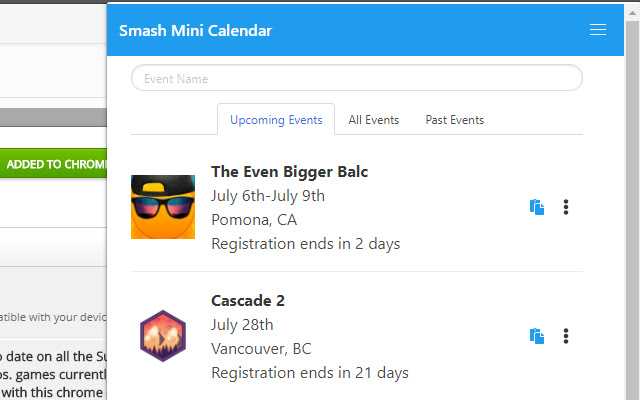 Smash Mini Calendar
Event Name
Upcoming Events
All Events
Past Events
ADDED TO CHROME
The Even Bigger Balc
July 6th-July 9th
Pomona, CA
Registration ends in 2 days
Cascade 2
July 28th
Vancouver, BC
Registration ends in 21 days
atible with your devic
o date on all the Su
os. games currentl
with this chrome